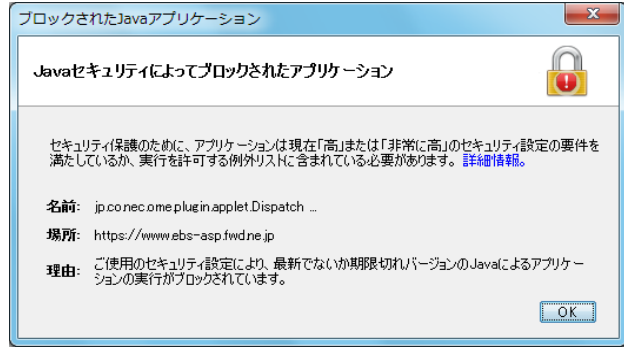 ブロックされたJavaアプリケーション
Javaセキュリティによってブロックされたアプリケーション
セキュリティ保護のために、アプリケーションは現在「高」または「非常に高」のセキュリティ設定の要件を
満たしているか、実行を許可する例外リストに含まれている必要があります。詳細情報。
名前: jp.co.nec.ome.plugin.applet.Dispatch ...
場所: https://www.ebs-asp.fwd.ne.jp
理由: ご使用のセキュリティ設定により、最新でないか期限切れバージョンのJavaによるアプリケー
ションの実行がブロックされています。
OK